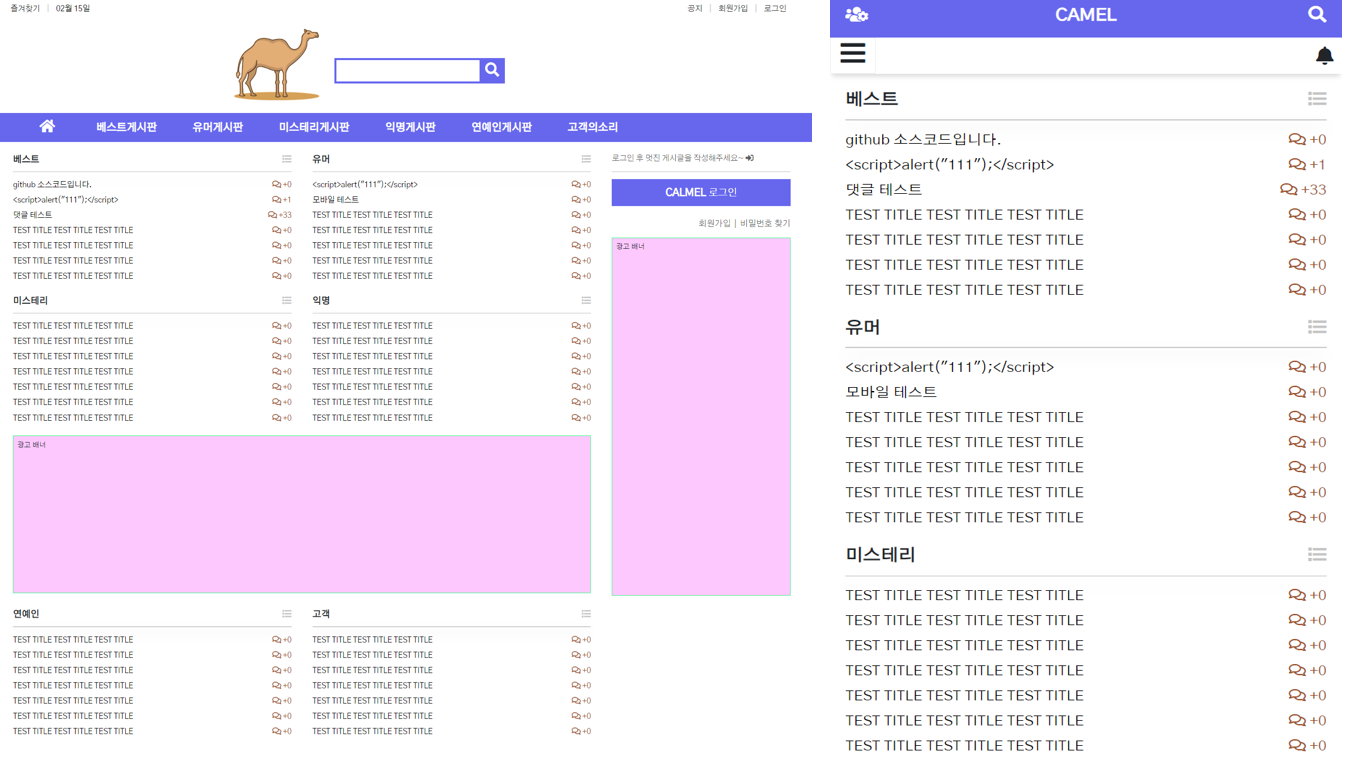 즐겨찾기 | 02월 15일
공지 | 회원가입 | 로그인
베스트게시판 유머게시판 미스테리게시판 익명게시판 연예인게시판 고객의소리
베스트
github 소스코드입니다. +0
<script>alert("111");</script> +1
댓글 테스트 +33
TEST TITLE TEST TITLE TEST TITLE +0
TEST TITLE TEST TITLE TEST TITLE +0
TEST TITLE TEST TITLE TEST TITLE +0
TEST TITLE TEST TITLE TEST TITLE +0
유머
<script>alert("111");</script> +0
모바일 테스트 +0
TEST TITLE TEST TITLE TEST TITLE +0
TEST TITLE TEST TITLE TEST TITLE +0
TEST TITLE TEST TITLE TEST TITLE +0
TEST TITLE TEST TITLE TEST TITLE +0
TEST TITLE TEST TITLE TEST TITLE +0
미스테리
TEST TITLE TEST TITLE TEST TITLE +0
TEST TITLE TEST TITLE TEST TITLE +0
TEST TITLE TEST TITLE TEST TITLE +0
TEST TITLE TEST TITLE TEST TITLE +0
TEST TITLE TEST TITLE TEST TITLE +0
TEST TITLE TEST TITLE TEST TITLE +0
TEST TITLE TEST TITLE TEST TITLE +0
익명
TEST TITLE TEST TITLE TEST TITLE +0
TEST TITLE TEST TITLE TEST TITLE +0
TEST TITLE TEST TITLE TEST TITLE +0
TEST TITLE TEST TITLE TEST TITLE +0
TEST TITLE TEST TITLE TEST TITLE +0
TEST TITLE TEST TITLE TEST TITLE +0
TEST TITLE TEST TITLE TEST TITLE +0
광고 배너
연예인
TEST TITLE TEST TITLE TEST TITLE +0
TEST TITLE TEST TITLE TEST TITLE +0
TEST TITLE TEST TITLE TEST TITLE +0
TEST TITLE TEST TITLE TEST TITLE +0
TEST TITLE TEST TITLE TEST TITLE +0
TEST TITLE TEST TITLE TEST TITLE +0
TEST TITLE TEST TITLE TEST TITLE +0
고객
TEST TITLE TEST TITLE TEST TITLE +0
TEST TITLE TEST TITLE TEST TITLE +0
TEST TITLE TEST TITLE TEST TITLE +0
TEST TITLE TEST TITLE TEST TITLE +0
TEST TITLE TEST TITLE TEST TITLE +0
TEST TITLE TEST TITLE TEST TITLE +0
TEST TITLE TEST TITLE TEST TITLE +0
로그인 후 멋진 게시글을 작성해주세요~
CALMEL 로그인
회원가입 | 비밀번호 찾기
광고 배너
CAMEL
베스트
github 소스코드입니다. +0
<script>alert("111");</script> +1
댓글 테스트 +33
TEST TITLE TEST TITLE TEST TITLE +0
TEST TITLE TEST TITLE TEST TITLE +0
TEST TITLE TEST TITLE TEST TITLE +0
TEST TITLE TEST TITLE TEST TITLE +0
유머
<script>alert("111");</script> +0
모바일 테스트 +0
TEST TITLE TEST TITLE TEST TITLE +0
TEST TITLE TEST TITLE TEST TITLE +0
TEST TITLE TEST TITLE TEST TITLE +0
TEST TITLE TEST TITLE TEST TITLE +0
TEST TITLE TEST TITLE TEST TITLE +0
미스테리
TEST TITLE TEST TITLE TEST TITLE +0
TEST TITLE TEST TITLE TEST TITLE +0
TEST TITLE TEST TITLE TEST TITLE +0
TEST TITLE TEST TITLE TEST TITLE +0
TEST TITLE TEST TITLE TEST TITLE +0
TEST TITLE TEST TITLE TEST TITLE +0
TEST TITLE TEST TITLE TEST TITLE +0